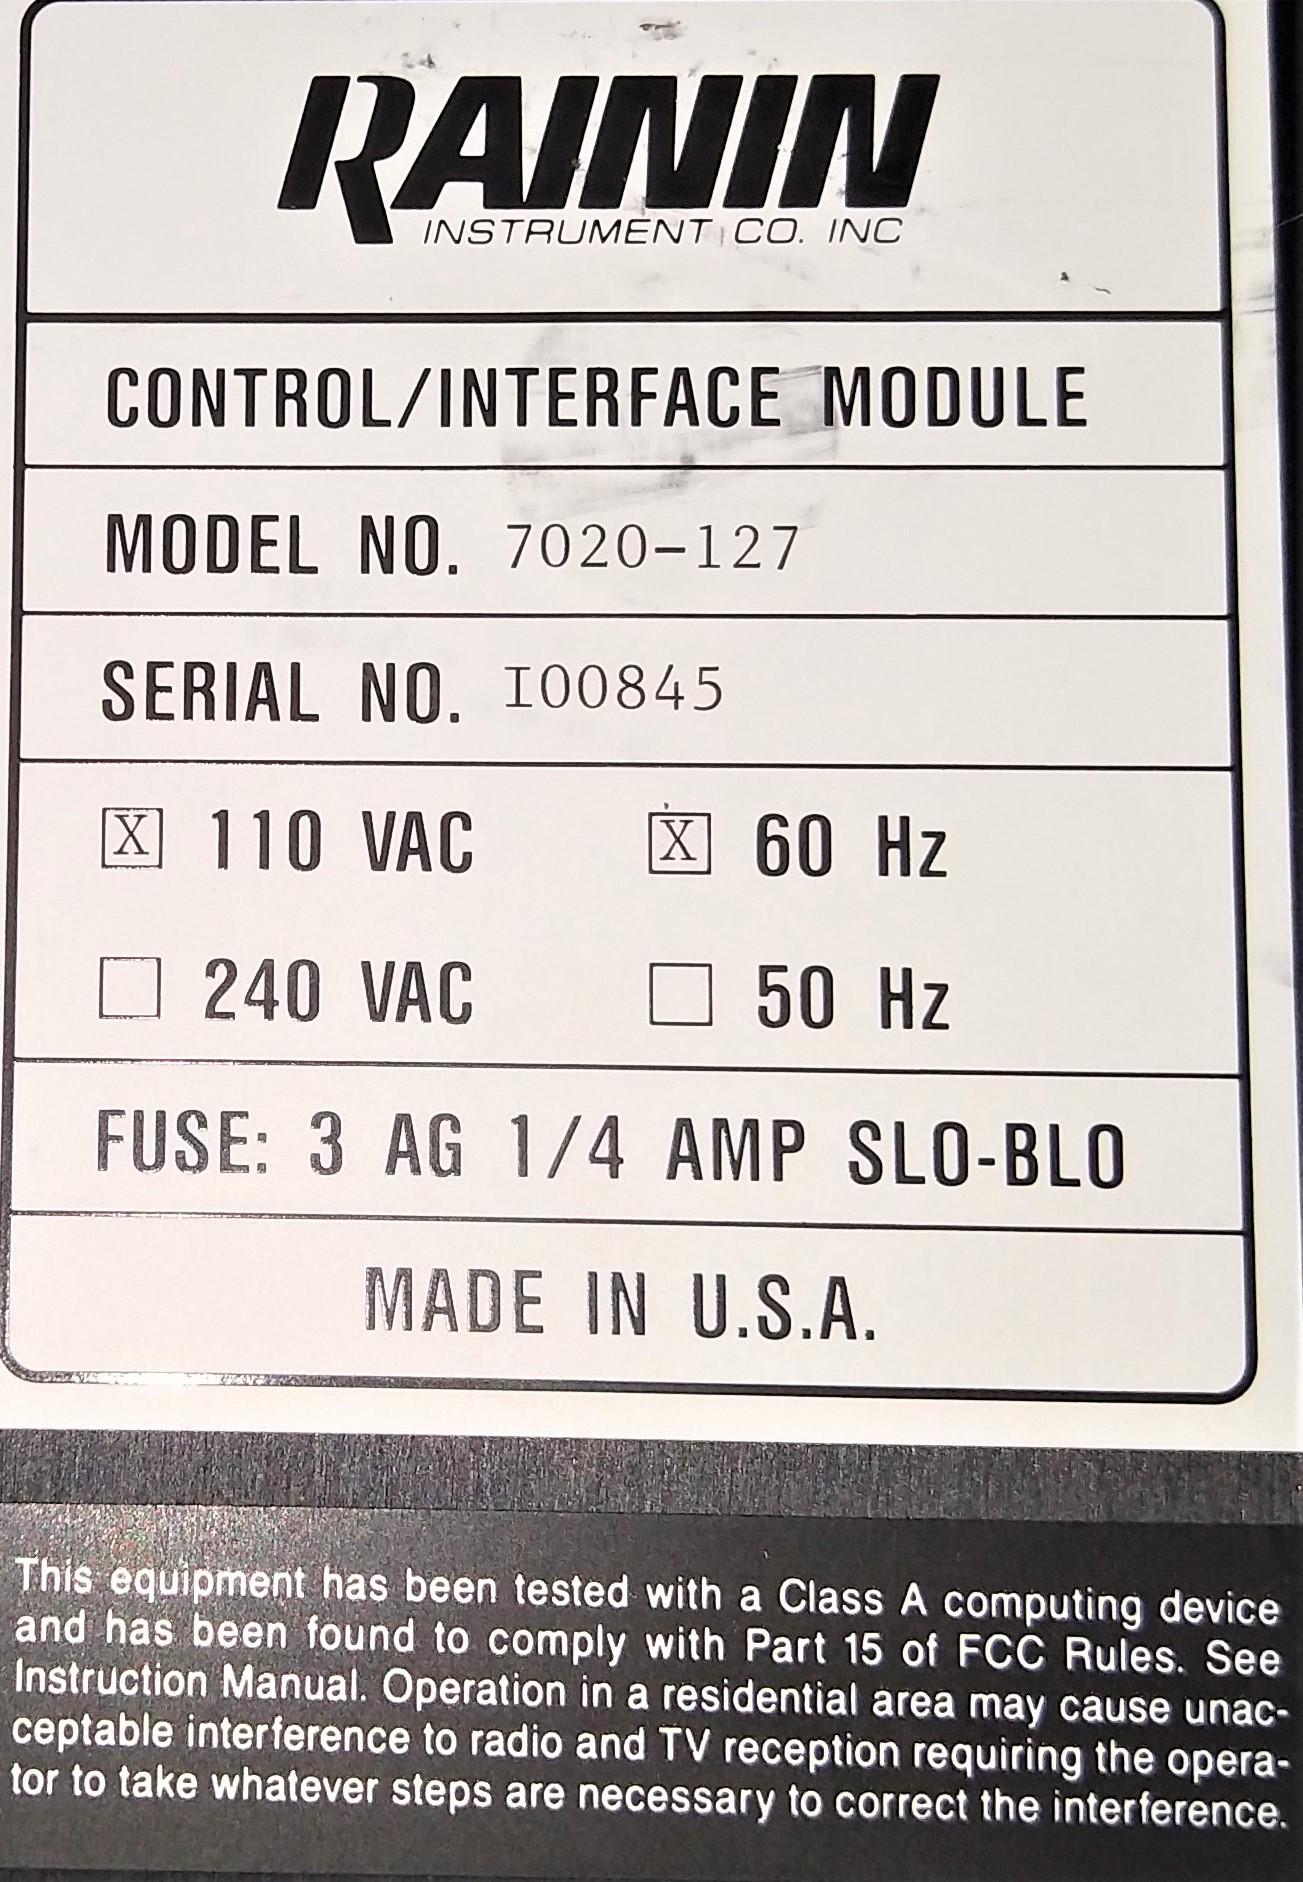 RAININ
INSTRUMENT CO. INC
CONTROL/INTERFACE MODULE
MODEL NO. 7020-127
SERIAL NO. I00845
X 110 VAC X 60 Hz
240 VAC 50 Hz
FUSE: 3 AG 1/4 AMP SLO-BLO
MADE IN U.S.A.
This equipment has been tested with a Class A computing device
and has been found to comply with Part 15 of FCC Rules. See
Instruction Manual. Operation in a residential area may cause unac-
ceptable interference to radio and TV reception requiring the opera-
tor to take whatever steps are necessary to correct the interference.